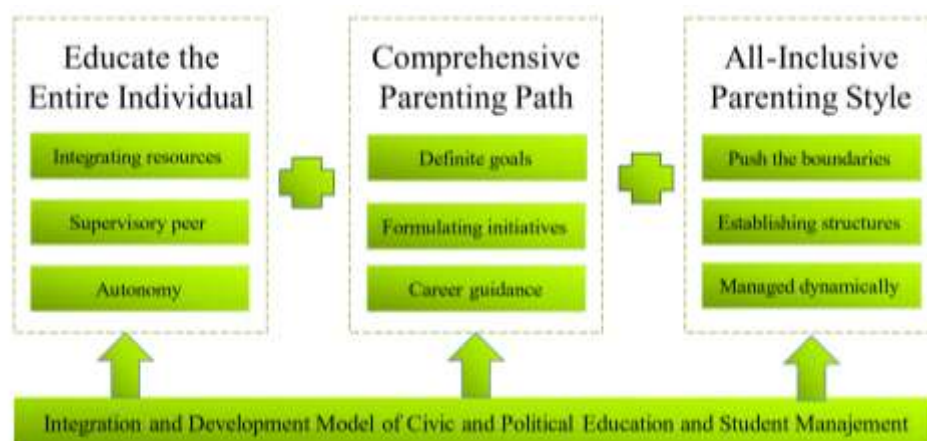 Educate the
Entire Individual
Integrating resources
Supervisory peer
Autonomy
Comprehensive
Parenting Path
Definite goals
Formulating initiatives
Career guidance
All-Inclusive
Parenting Style
Push the boundaries
Establishing structures
Managed dynamically
Integration and Development Model of Civic and Political Education and Student Manajement